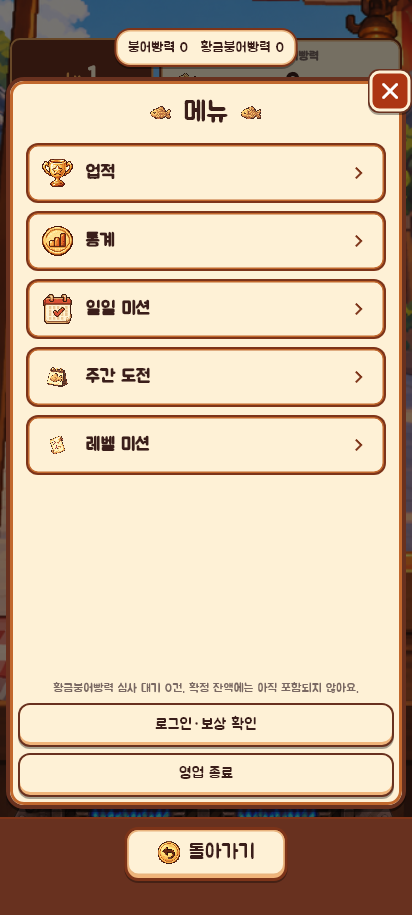 붕어빵력 0 황금붕어빵력 0
빵력
1
메뉴
업적
통계
일일 미션
주간 도전
레벨 미션
황금붕어빵력 심사 대기 0건, 확정 잔액에는 아직 포함되지 않아요.
로그인·보상 확인
영업 종료
돌아가기